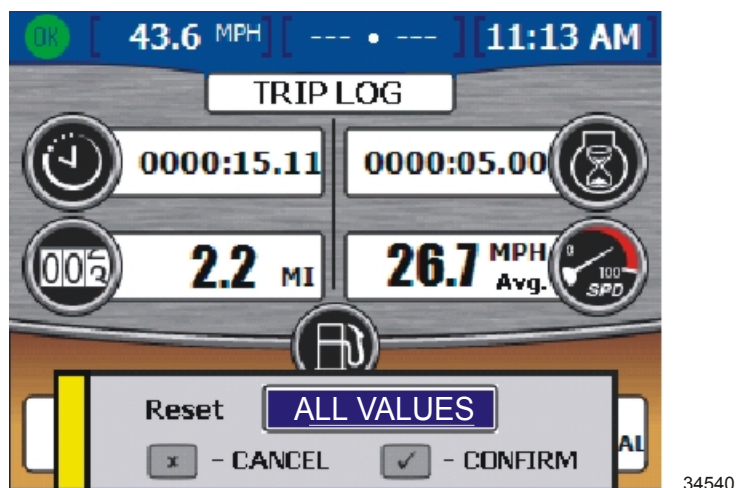 OK [ 43.6 MPH ] [ --- • --- ] [ 11:13 AM ]
TRIP LOG
0000:15.11 0000:05.00
003 2.2 MI 26.7 MPH Avg. 0 100 SPD
Reset ALL VALUES
x - CANCEL ✓ - CONFIRM AL
34540